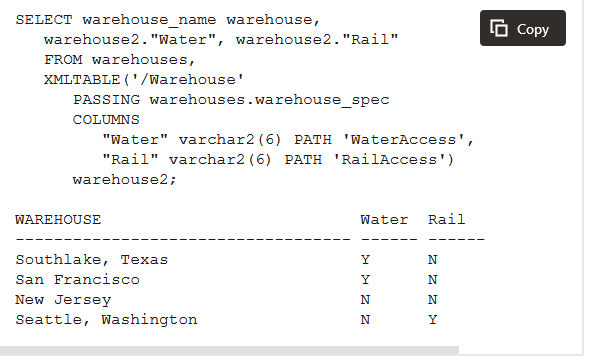 SELECT warehouse_name warehouse,
Copy
warehouse2."Water", warehouse2."Rail"
FROM warehouses,
XMLTABLE('/Warehouse'
PASSING warehouses.warehouse_spec
COLUMNS
"Water" varchar2(6) PATH 'WaterAccess',
"Rail" varchar2(6) PATH 'RailAccess')
warehouse2;
WAREHOUSE Water Rail
----------------------------------- ------ ------
Southlake, Texas Y N
San Francisco Y N
New Jersey N N
Seattle, Washington N Y